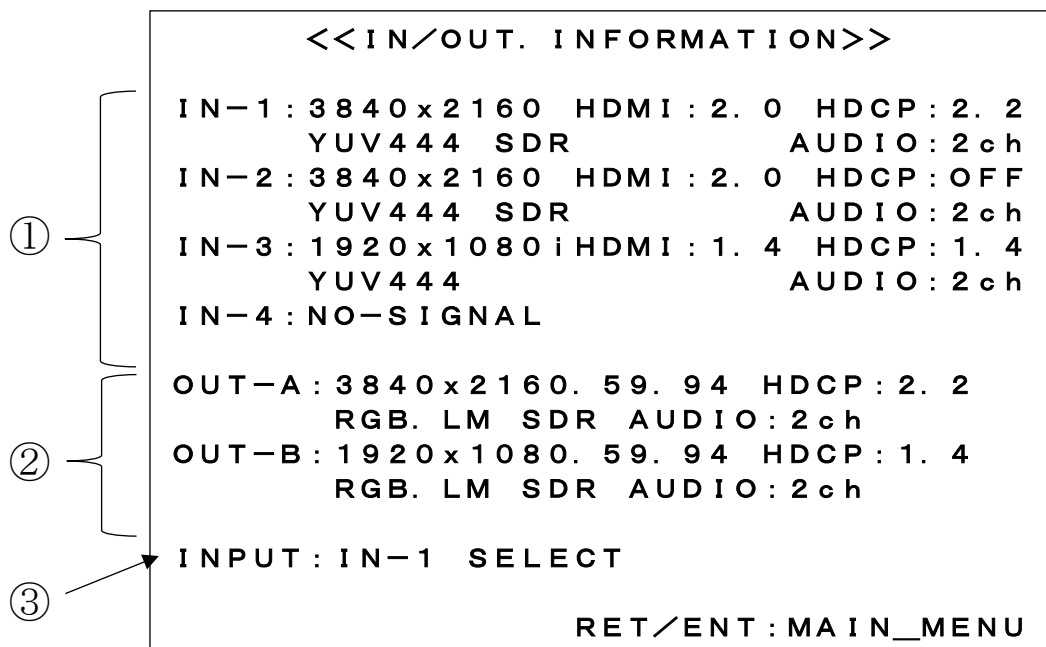 <<IN/OUT. INFORMATION>>
IN-1:3840x2160 HDMI:2.0 HDCP:2.2
YUV444 SDR AUDIO:2ch
IN-2:3840x2160 HDMI:2.0 HDCP:OFF
YUV444 SDR AUDIO:2ch
① IN-3:1920x1080i HDMI:1.4 HDCP:1.4
YUV444 AUDIO:2ch
IN-4:NO-SIGNAL
OUT-A:3840x2160.59.94 HDCP:2.2
RGB.LM SDR AUDIO:2ch
② OUT-B:1920x1080.59.94 HDCP:1.4
RGB.LM SDR AUDIO:2ch
INPUT:IN-1 SELECT
③
RET/ENT:MAIN_MENU